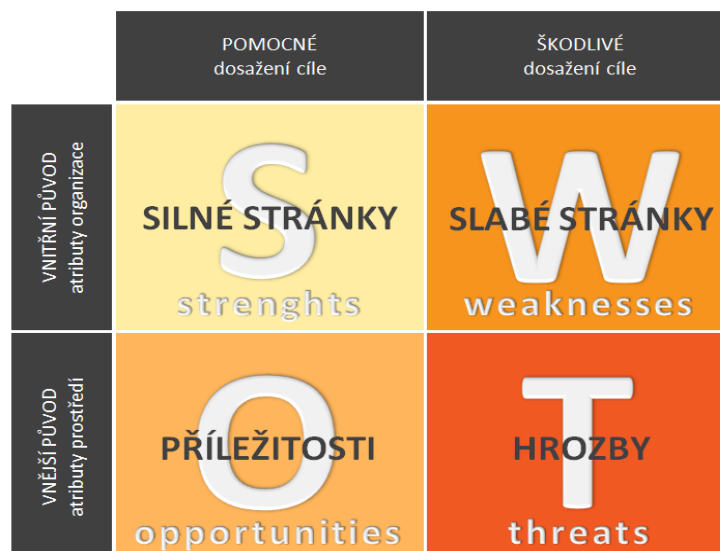 POMOCNÉ
dosažení cíle
ŠKODLIVÉ
dosažení cíle
VNITŘNÍ PŮVOD
atributy organizace
S
SILNÉ STRÁNKY
strenghts
W
SLABÉ STRÁNKY
weaknesses
VNĚJŠÍ PŮVOD
atributy prostředí
O
PŘÍLEŽITOSTI
opportunities
T
HROZBY
threats